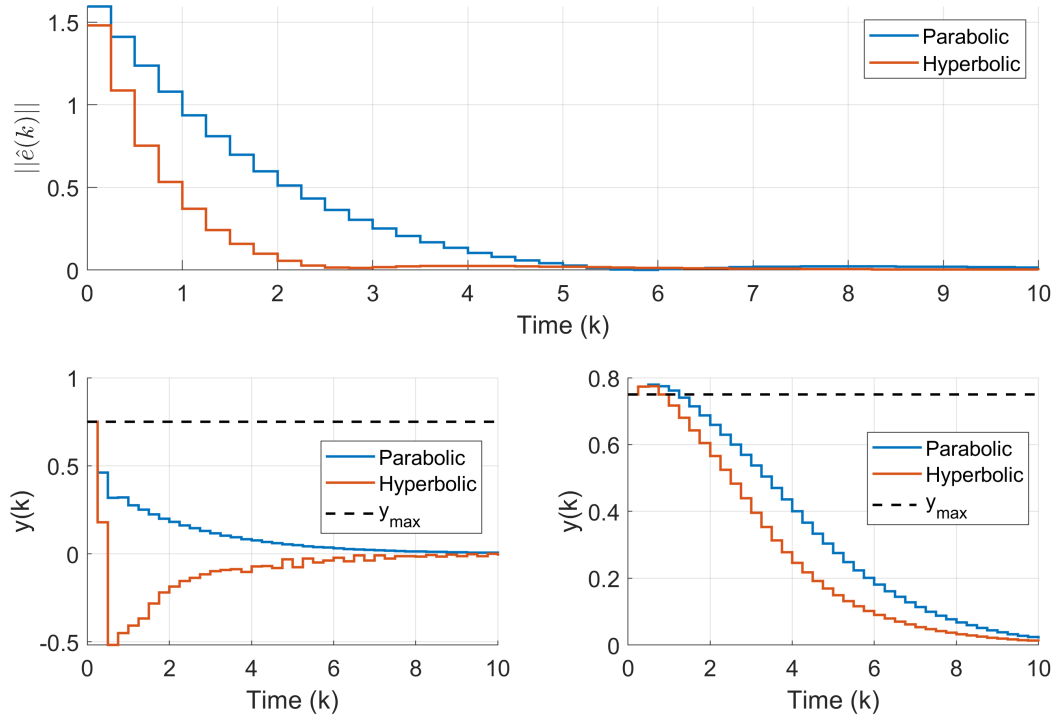 1.5
1
0.5
0
||ê(k)||
Parabolic
Hyperbolic
0 1 2 3 4 5 6 7 8 9 10
Time (k)
1
0.5
0
-0.5
y(k)
Parabolic
Hyperbolic
y_max
0 2 4 6 8 10
Time (k)
0.8
0.6
0.4
0.2
0
y(k)
Parabolic
Hyperbolic
y_max
0 2 4 6 8 10
Time (k)